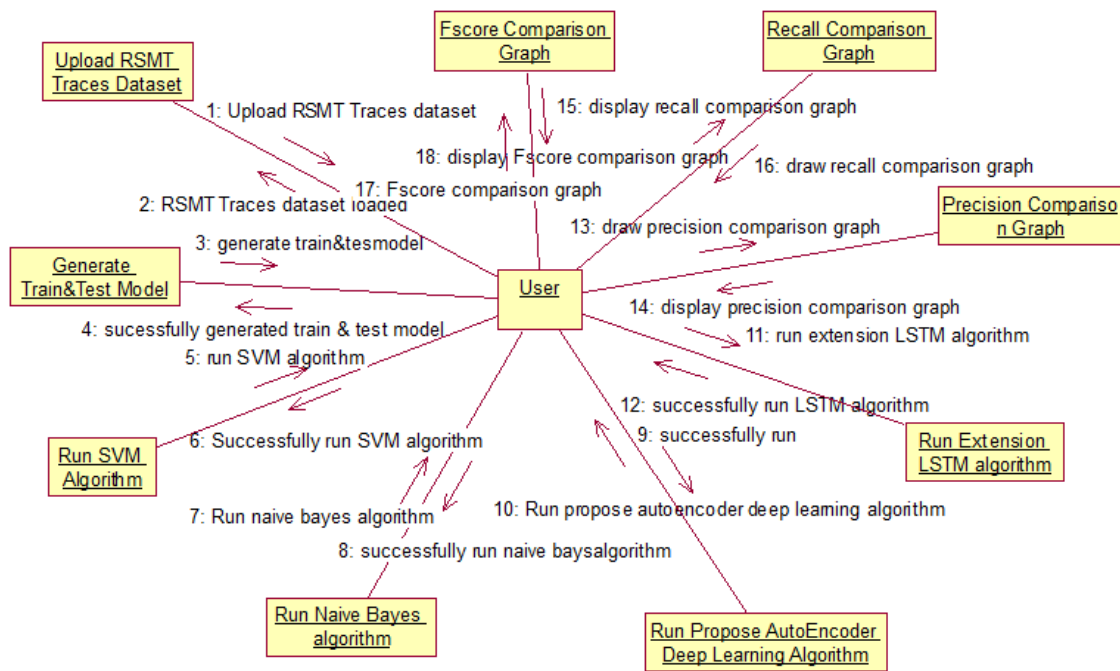 Fscore Comparison
Graph
Recall Comparison
Graph
Upload RSMT
Traces Dataset
1: Upload RSMT Traces dataset
15: display recall comparison graph
18: display Fscore comparison graph
16: draw recall comparison graph
17: Fscore comparison graph
2: RSMT Traces dataset loaded
Precision Compariso
n Graph
13: draw precision comparison graph
3: generate train&tesmodel
Generate
Train&Test Model
User
14: display precision comparison graph
4: sucessfully generated train & test model
11: run extension LSTM algorithm
5: run SVM algorithm
12: successfully run LSTM algorithm
6: Successfully run SVM algorithm
9: successfully run
Run SVM
Algorithm
Run Extension
LSTM algorithm
7: Run naive bayes algorithm
10: Run propose autoencoder deep learning algorithm
8: successfully run naive baysalgorithm
Run Naive Bayes
algorithm
Run Propose AutoEncoder
Deep Learning Algorithm